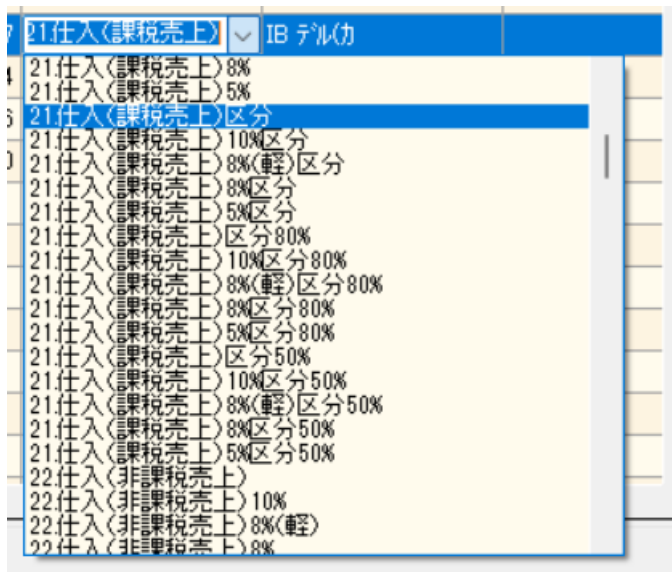 7 21.仕入(課税売上) IB デル(カ
21.仕入(課税売上)8%
21.仕入(課税売上)5%
21.仕入(課税売上)区分
21.仕入(課税売上)10%区分
21.仕入(課税売上)8%(軽)区分
21.仕入(課税売上)8%区分
21.仕入(課税売上)5%区分
21.仕入(課税売上)区分80%
21.仕入(課税売上)10%区分80%
21.仕入(課税売上)8%(軽)区分80%
21.仕入(課税売上)8%区分80%
21.仕入(課税売上)5%区分80%
21.仕入(課税売上)区分50%
21.仕入(課税売上)10%区分50%
21.仕入(課税売上)8%(軽)区分50%
21.仕入(課税売上)8%区分50%
21.仕入(課税売上)5%区分50%
22.仕入(非課税売上)
22.仕入(非課税売上)10%
22.仕入(非課税売上)8%(軽)
22.仕入(非課税売上)8%